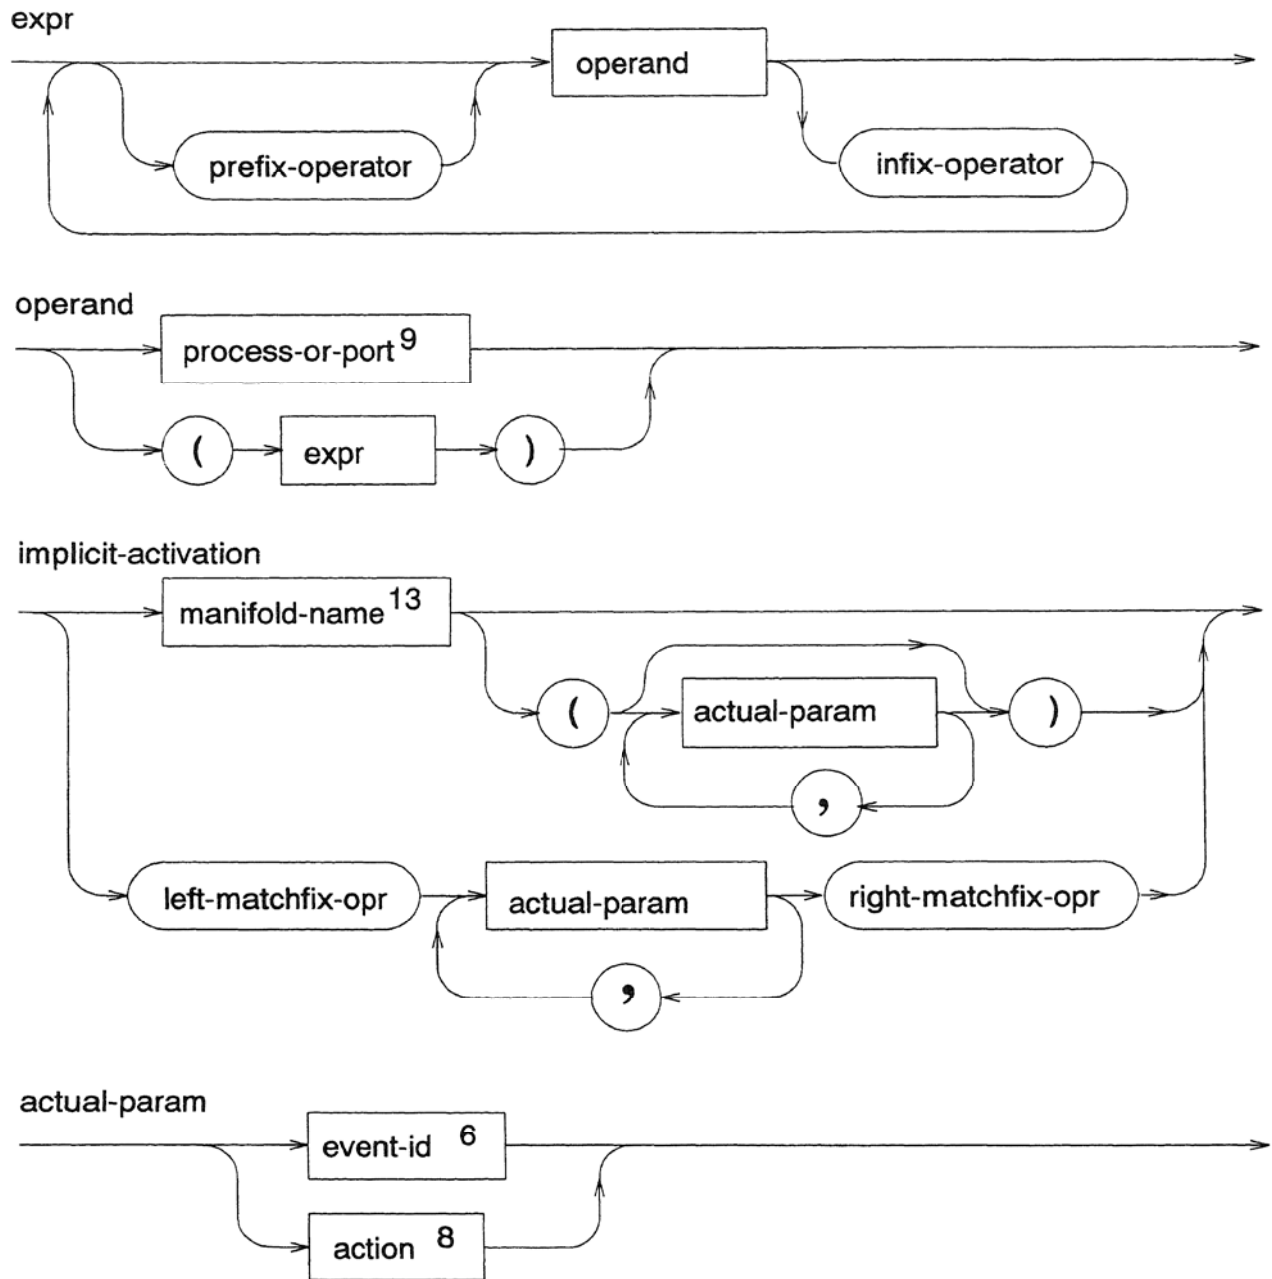 expr
operand
prefix-operator
infix-operator
operand
process-or-port 9
( expr )
implicit-activation
manifold-name 13
( actual-param )
,
left-matchfix-opr actual-param right-matchfix-opr
,
actual-param
event-id 6
action 8